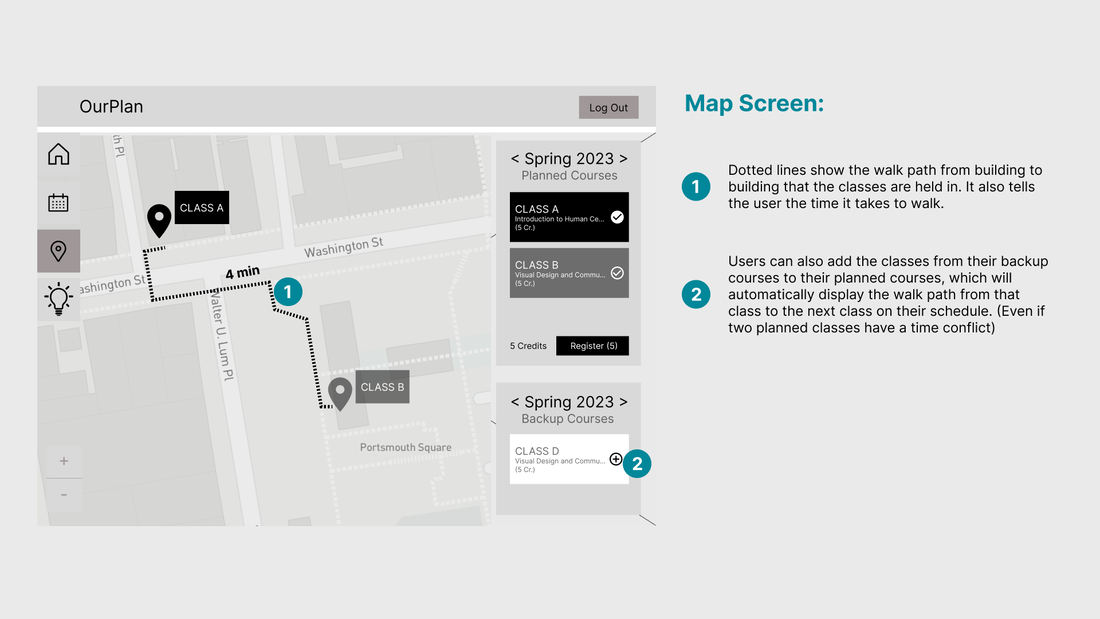 OurPlan
Log Out
th Pl
CLASS A
Washington St
ashington St
4 min
1
Walter U. Lum Pl
CLASS B
Portsmouth Square
+
-
< Spring 2023 >
Planned Courses
CLASS A
Introduction to Human Ce...
(5 Cr.)
CLASS B
Visual Design and Commu...
(5 Cr.)
5 Credits
Register (5)
< Spring 2023 >
Backup Courses
CLASS D
Visual Design and Commu...
(5 Cr.)
2
Map Screen:
1
Dotted lines show the walk path from building to
building that the classes are held in. It also tells
the user the time it takes to walk.
2
Users can also add the classes from their backup
courses to their planned courses, which will
automatically display the walk path from that
class to the next class on their schedule. (Even if
two planned classes have a time conflict)